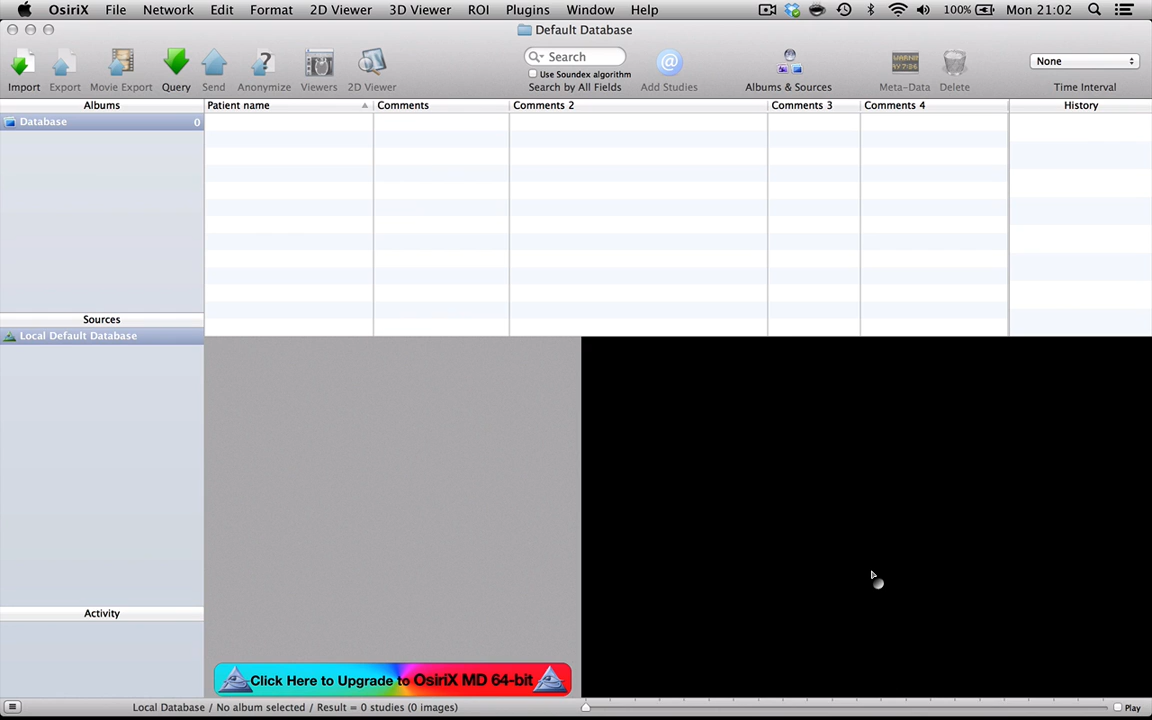 OsiriX File Network Edit Format 2D Viewer 3D Viewer ROI Plugins Window Help 100% Mon 21:02
Default Database
Import Export Movie Export Query Send Anonymize Viewers 2D Viewer
Search
Use Soundex algorithm
Search by All Fields
Add Studies
Albums & Sources
Meta-Data Delete
None
Time Interval
Albums
Patient name Comments Comments 2 Comments 3 Comments 4 History
Database 0
Sources
Local Default Database
Activity
Click Here to Upgrade to OsiriX MD 64-bit
Local Database / No album selected / Result = 0 studies (0 images)
Play